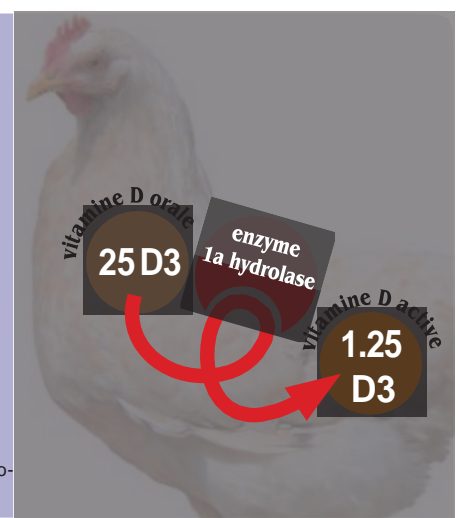 vitamine D orale
25 D3
enzyme
1a hydrolase
vitamine D active
1.25
D3
o-